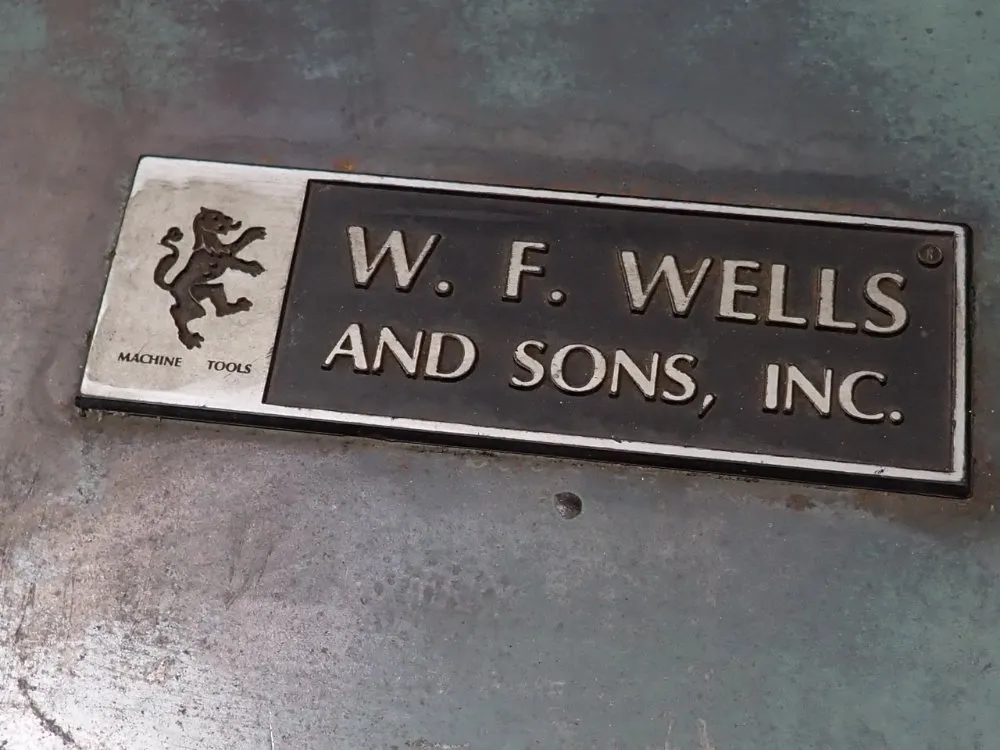 W. F. WELLS ®
AND SONS, INC.
MACHINE TOOLS